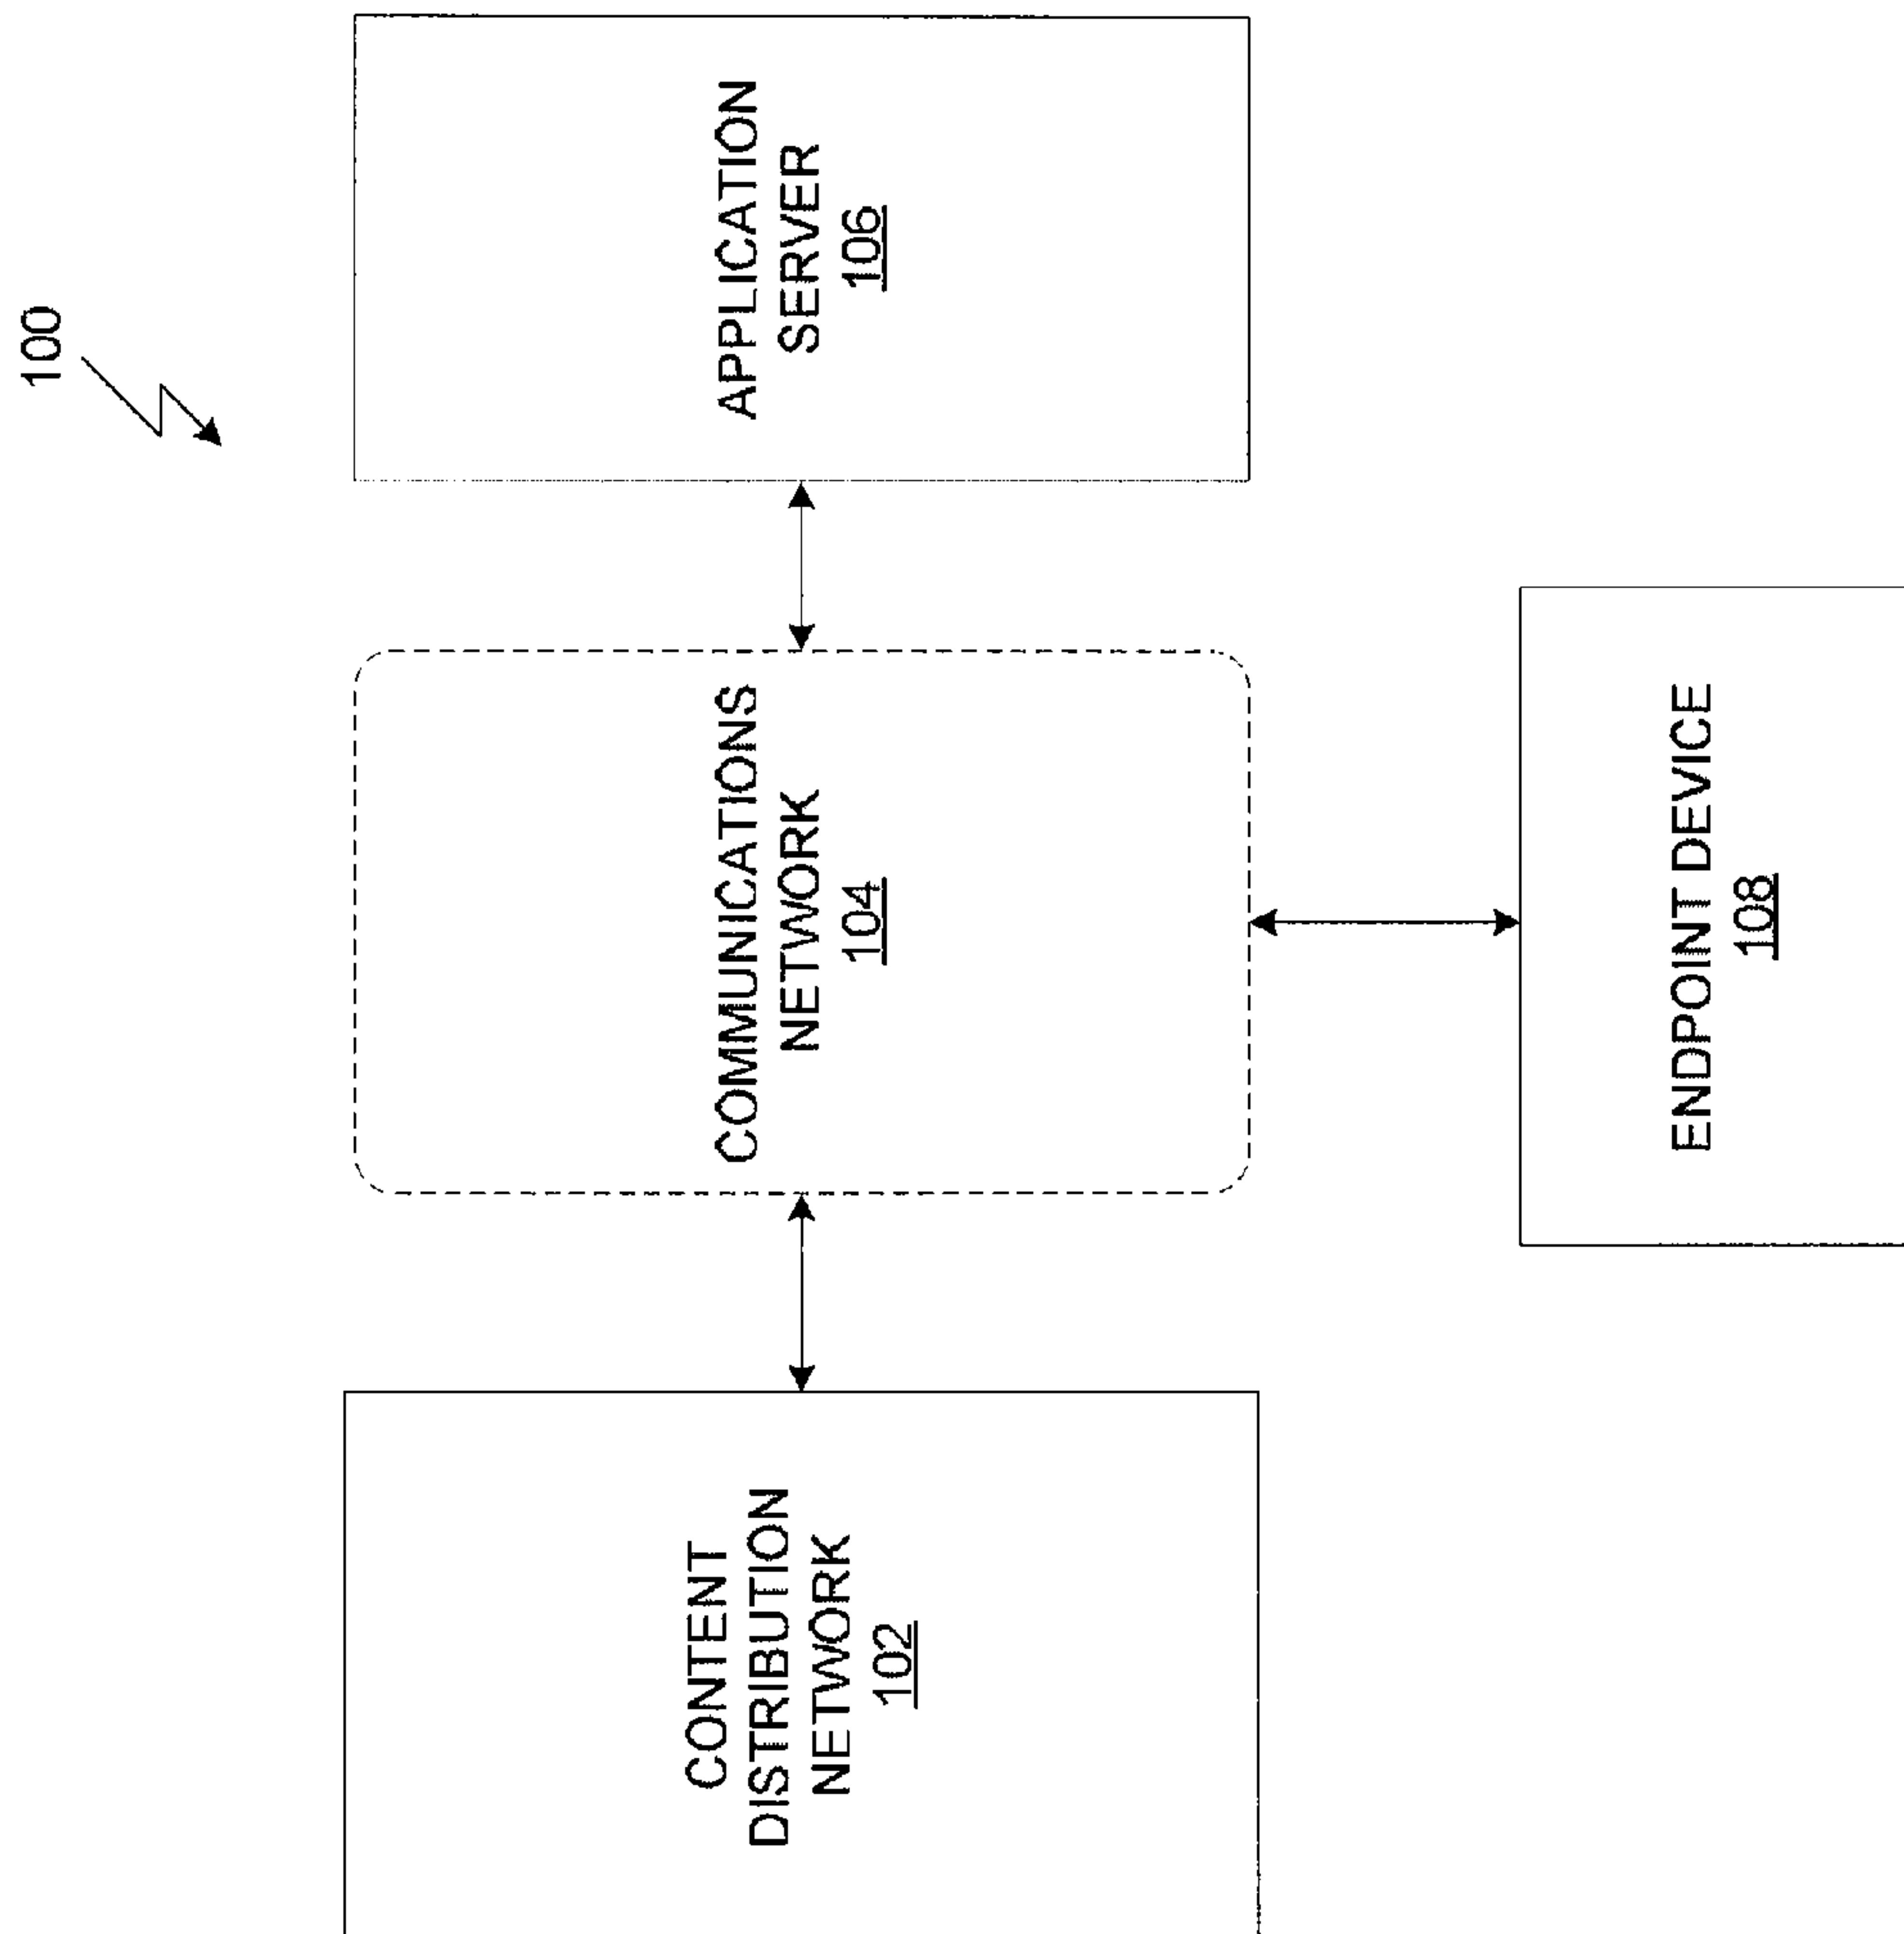 100
CONTENT
DISTRIBUTION
NETWORK
102
COMMUNICATIONS
NETWORK
104
APPLICATION
SERVER
106
ENDPOINT DEVICE
108